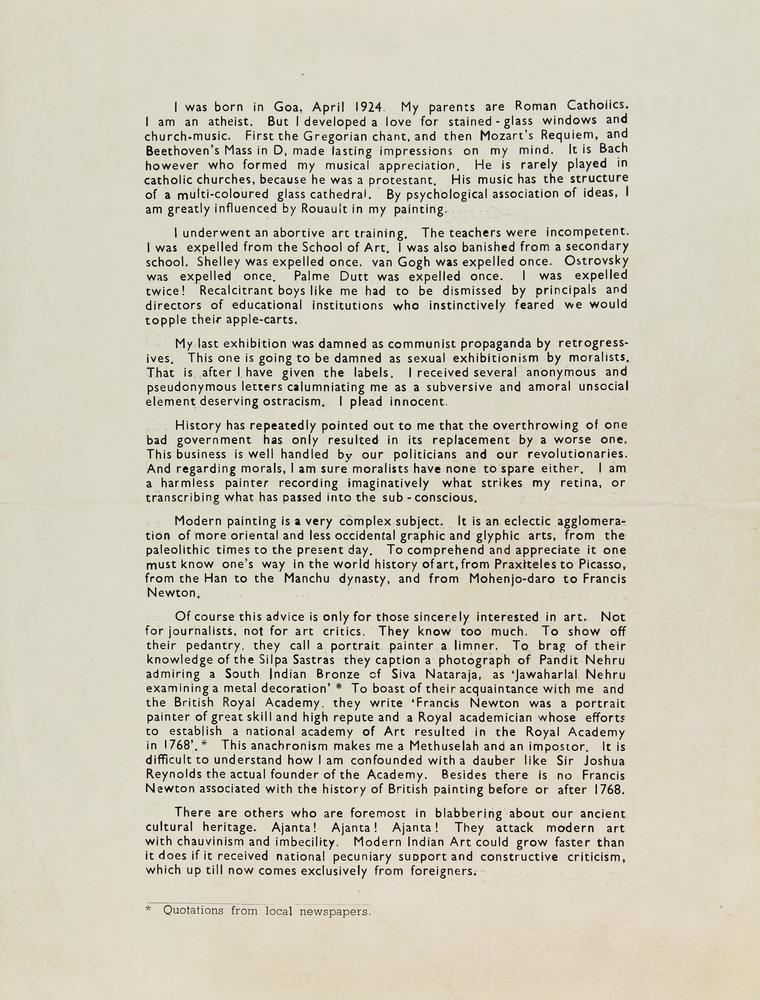 I was born in Goa, April 1924. My parents are Roman Catholics.
I am an atheist. But I developed a love for stained-glass windows and
church-music. First the Gregorian chant, and then Mozart's Requiem, and
Beethoven's Mass in D, made lasting impressions on my mind. It is Bach
however who formed my musical appreciation. He is rarely played in
catholic churches, because he was a protestant. His music has the structure
of a multi-coloured glass cathedral. By psychological association of ideas, I
am greatly influenced by Rouault in my painting.
I underwent an abortive art training. The teachers were incompetent.
I was expelled from the School of Art. I was also banished from a secondary
school. Shelley was expelled once. van Gogh was expelled once. Ostrovsky
was expelled once. Palme Dutt was expelled once. I was expelled
twice! Recalcitrant boys like me had to be dismissed by principals and
directors of educational institutions who instinctively feared we would
topple their apple-carts.
My last exhibition was damned as communist propaganda by retrogress-
ives. This one is going to be damned as sexual exhibitionism by moralists.
That is after I have given the labels. I received several anonymous and
pseudonymous letters calumniating me as a subversive and amoral unsocial
element deserving ostracism. I plead innocent.
History has repeatedly pointed out to me that the overthrowing of one
bad government has only resulted in its replacement by a worse one.
This business is well handled by our politicians and our revolutionaries.
And regarding morals, I am sure moralists have none to spare either. I am
a harmless painter recording imaginatively what strikes my retina, or
transcribing what has passed into the sub-conscious.
Modern painting is a very complex subject. It is an eclectic agglomera-
tion of more oriental and less occidental graphic and glyphic arts, from the
paleolithic times to the present day. To comprehend and appreciate it one
must know one's way in the world history of art, from Praxiteles to Picasso,
from the Han to the Manchu dynasty, and from Mohenjo-daro to Francis
Newton.
Of course this advice is only for those sincerely interested in art. Not
for journalists, not for art critics. They know too much. To show off
their pedantry, they call a portrait painter a limner. To brag of their
knowledge of the Silpa Sastras they caption a photograph of Pandit Nehru
admiring a South Indian Bronze of Siva Nataraja, as 'Jawaharlal Nehru
examining a metal decoration' * To boast of their acquaintance with me and
the British Royal Academy, they write 'Francis Newton was a portrait
painter of great skill and high repute and a Royal academician whose efforts
to establish a national academy of Art resulted in the Royal Academy
in 1768'.* This anachronism makes me a Methuselah and an impostor. It is
difficult to understand how I am confounded with a dauber like Sir Joshua
Reynolds the actual founder of the Academy. Besides there is no Francis
Newton associated with the history of British painting before or after 1768.
There are others who are foremost in blabbering about our ancient
cultural heritage. Ajanta! Ajanta! Ajanta! They attack modern art
with chauvinism and imbecility. Modern Indian Art could grow faster than
it does if it received national pecuniary support and constructive criticism,
which up till now comes exclusively from foreigners.
* Quotations from local newspapers.